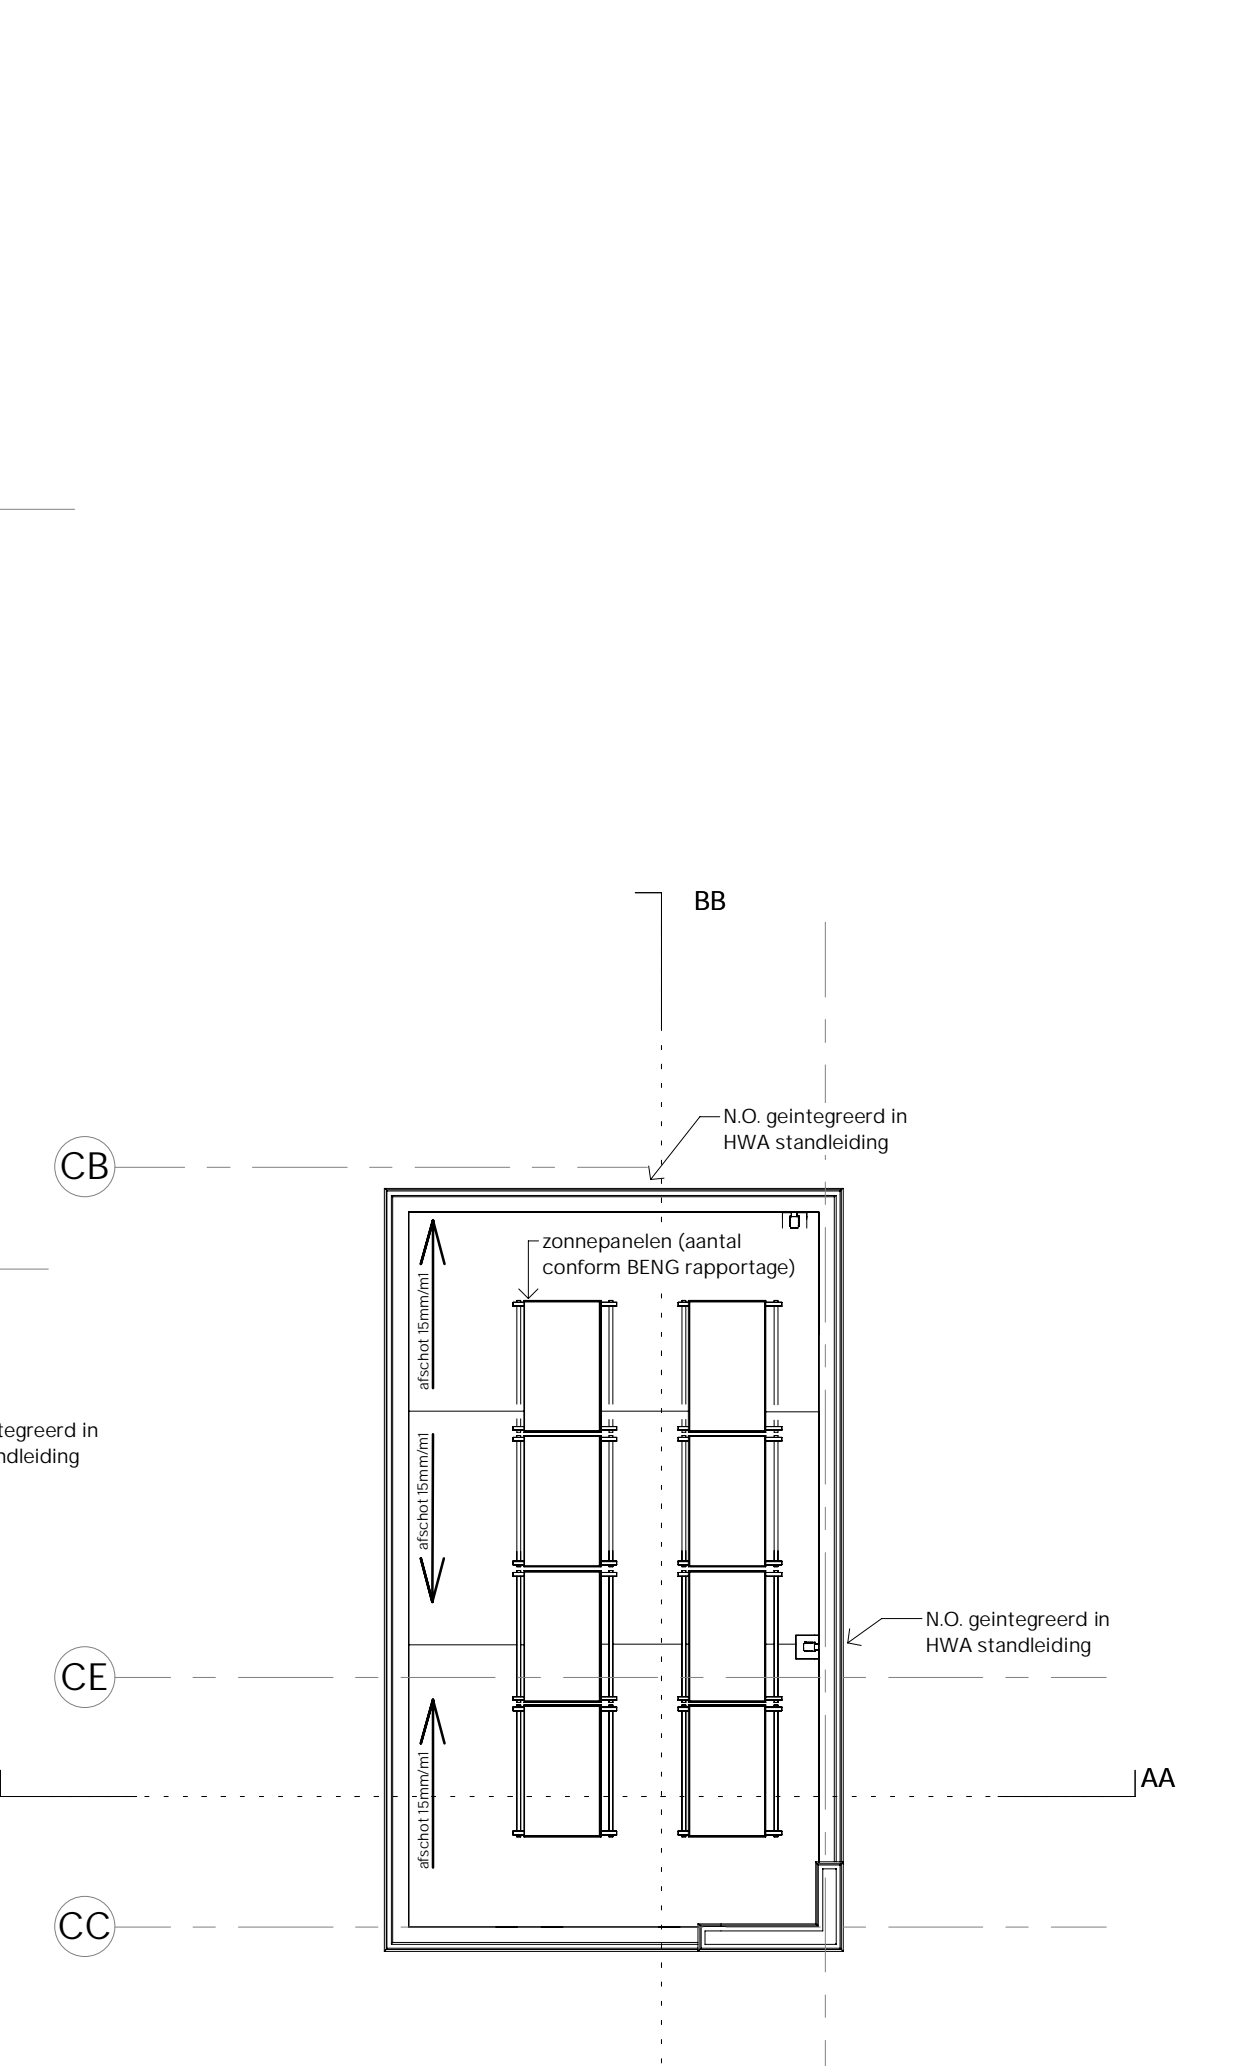 BB
N.O. geintegreerd in
HWA standleiding
CB
zonnepanelen (aantal
conform BENG rapportage)
afschot 15mm/m1
tegreerd in
ndleiding
afschot 15mm/m1
N.O. geintegreerd in
HWA standleiding
CE
afschot 15mm/m1
AA
CC